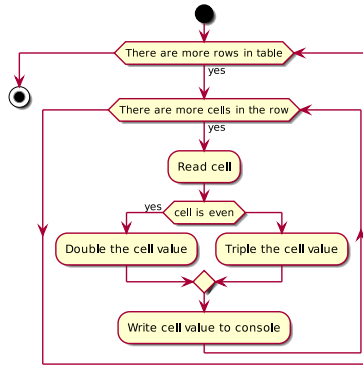 There are more rows in table
yes
There are more cells in the row
yes
Read cell
yes
cell is even
Double the cell value
Triple the cell value
Write cell value to console